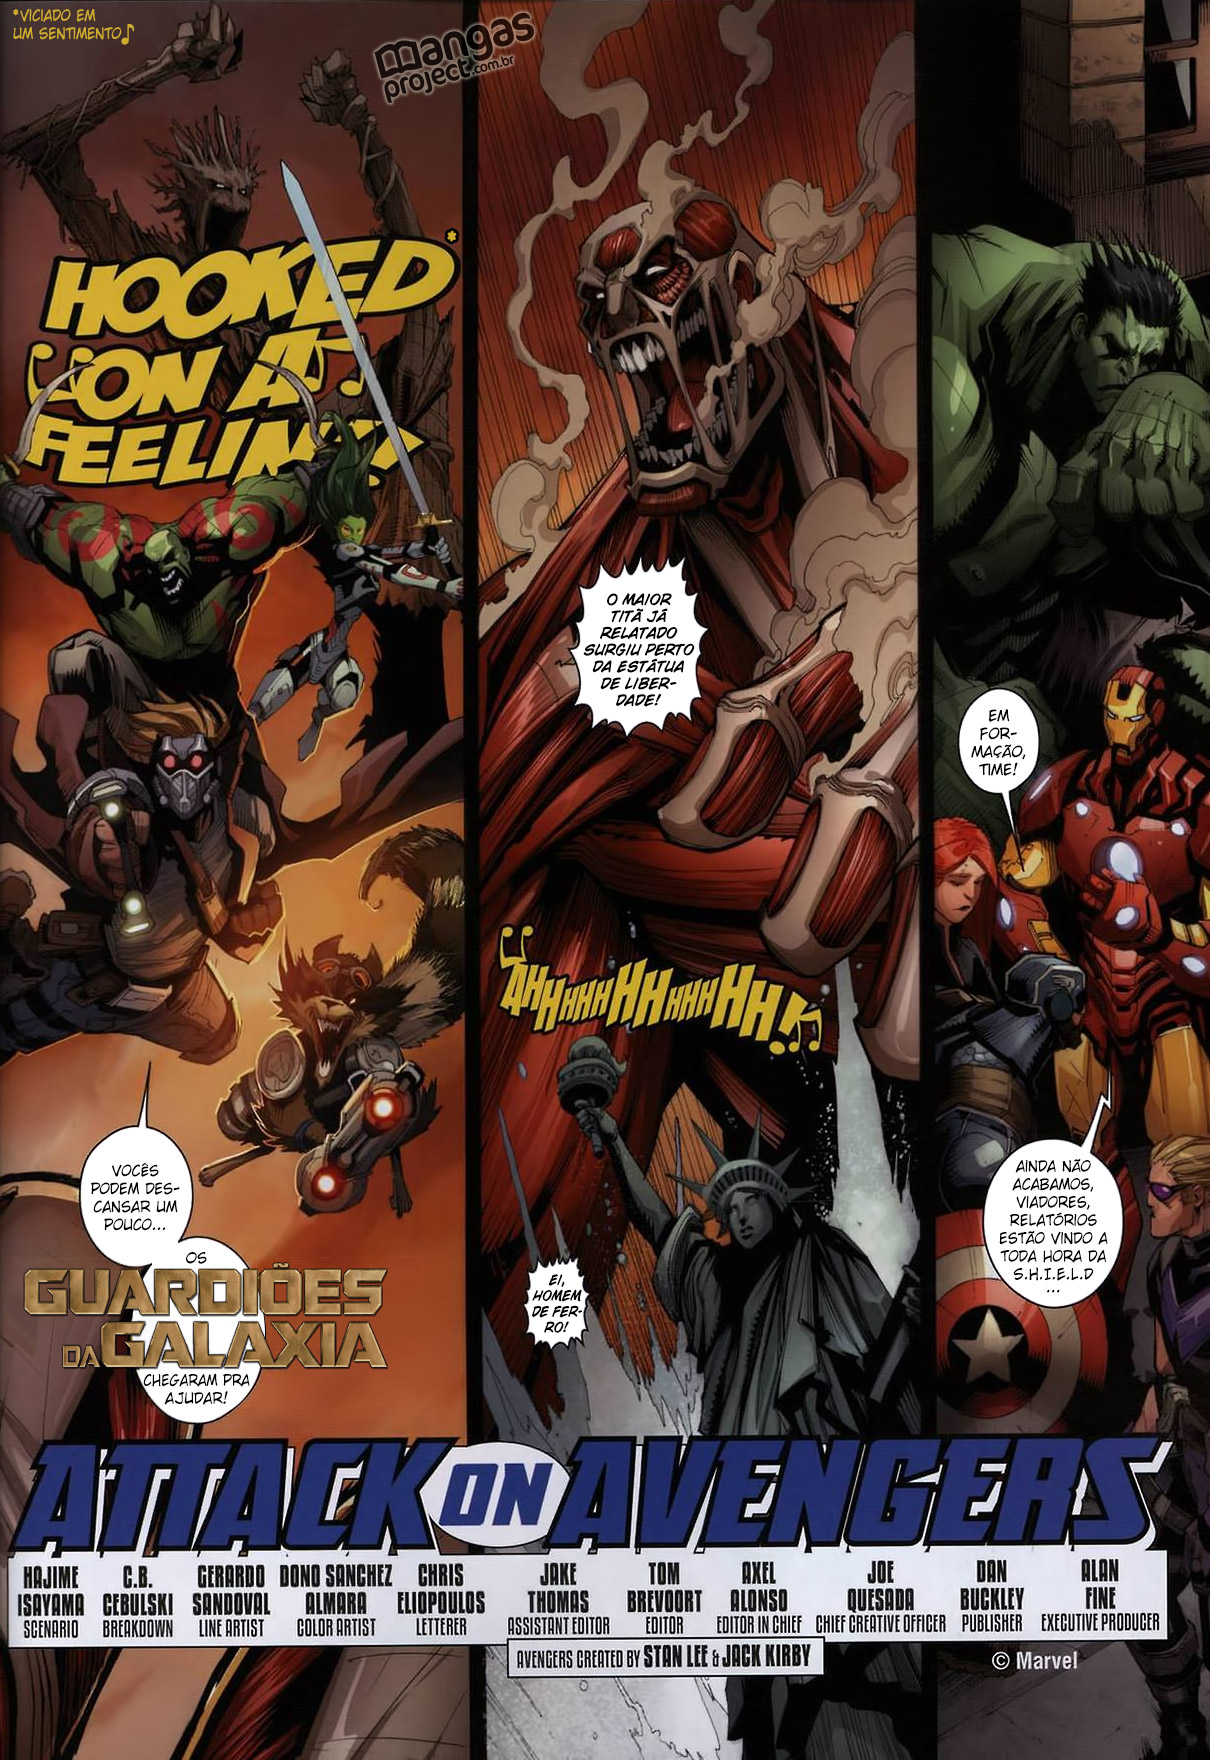 *VICIADO EM
UM SENTIMENTO♪
mangas
project.com.br
HOOKED*
ON A
FEELING
O MAIOR
TITÃ JÁ
RELATADO
SURGIU PERTO
DA ESTÁTUA
DE LIBER-
DADE!
EM
FOR-
MAÇÃO,
TIME!
AHHHHHHHHHHHHH!
VOCÊS
PODEM DES-
CANSAR UM
POUCO...
OS
GUARDIÕES
DA GALAXIA
CHEGARAM PRA
AJUDAR!
EI,
HOMEM
DE FER-
RO!
AINDA NÃO
ACABAMOS,
VIADORES,
RELATÓRIOS
ESTÃO VINDO A
TODA HORA DA
S.H.I.E.L.D
...
ATTACK ON AVENGERS
HAJIME
ISAYAMA
SCENARIO
C.B.
CEBULSKI
BREAKDOWN
GERARDO
SANDOVAL
LINE ARTIST
DONO SANCHEZ
ALMARA
COLOR ARTIST
CHRIS
ELIOPOULOS
LETTERER
JAKE
THOMAS
ASSISTANT EDITOR
TOM
BREVOORT
EDITOR
AXEL
ALONSO
EDITOR IN CHIEF
JOE
QUESADA
CHIEF CREATIVE OFFICER
DAN
BUCKLEY
PUBLISHER
ALAN
FINE
EXECUTIVE PRODUCER
AVENGERS CREATED BY STAN LEE & JACK KIRBY
© Marvel